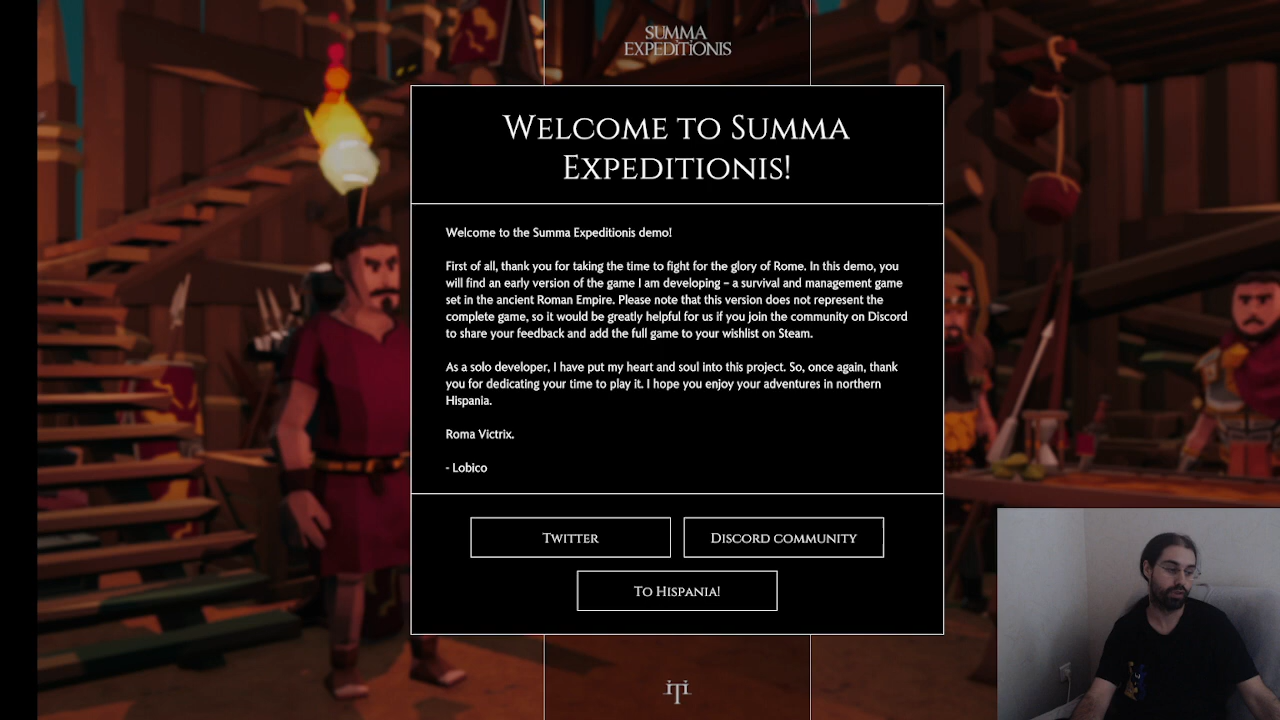 SUMMA
EXPEDITIONIS
Welcome to Summa
Expeditionis!
Welcome to the Summa Expeditionis demo!
First of all, thank you for taking the time to fight for the glory of Rome. In this demo, you
will find an early version of the game I am developing – a survival and management game
set in the ancient Roman Empire. Please note that this version does not represent the
complete game, so it would be greatly helpful for us if you join the community on Discord
to share your feedback and add the full game to your wishlist on Steam.
As a solo developer, I have put my heart and soul into this project. So, once again, thank
you for dedicating your time to play it. I hope you enjoy your adventures in northern
Hispania.
Roma Victrix.
- Lobico
Twitter
Discord community
To Hispania!